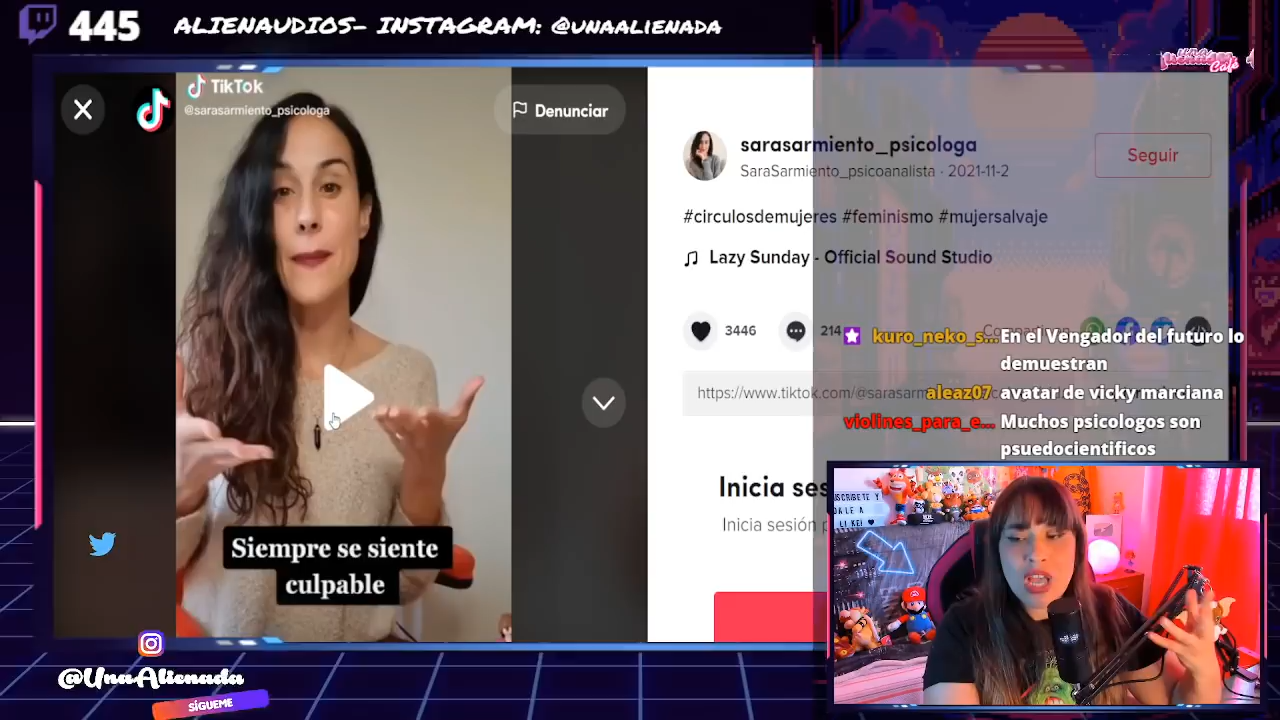 445
ALIENAUDIOS- INSTAGRAM: @UNAALIENADA
TikTok
@sarasarmiento_psicologa
Denunciar
sarasarmiento_psicologa
SaraSarmiento_psicoanalista · 2021-11-2
Seguir
#circulosdemujeres #feminismo #mujersalvaje
Lazy Sunday - Official Sound Studio
3446
214
https://www.tiktok.com/@sarasarm
kuro_neko_s... En el Vengador del futuro lo
demuestran
aleaz07 avatar de vicky marciana
violines_para_e... Muchos psicologos son
psuedocientificos
Inicia ses
Inicia sesión p
Siempre se siente
culpable
@UnaAlienada
SÍGUEME